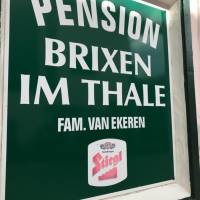 PENSION
BRIXEN
IM THALE
FAM. VAN EKEREN
Stiegl